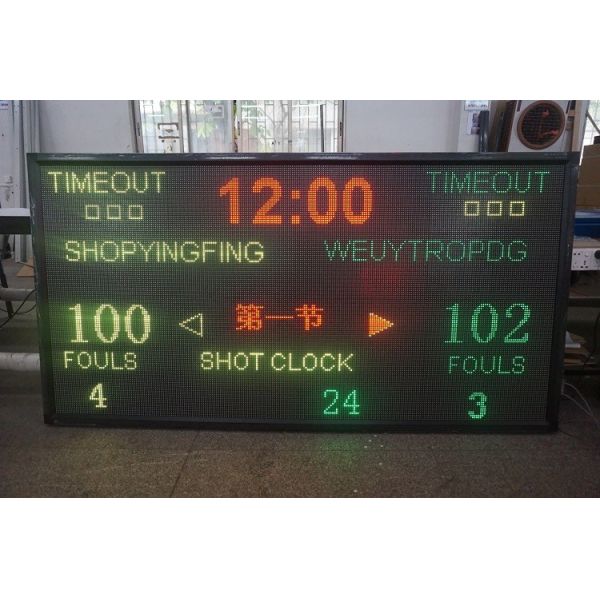 TIMEOUT 12:00 TIMEOUT
SHOPYINGFING WEUYTROPDG
100 第一节 102
FOULS SHOT CLOCK FOULS
4 24 3